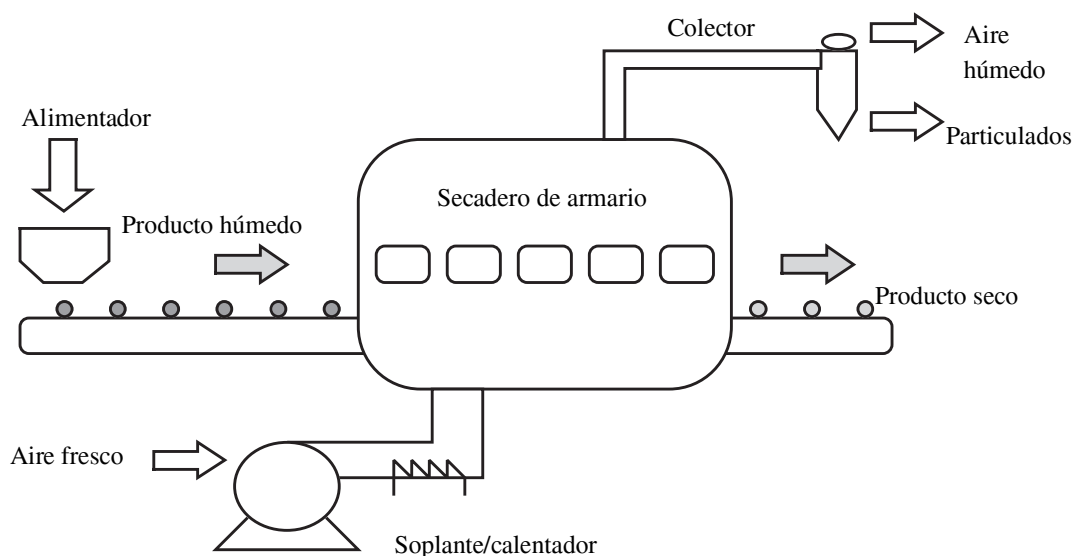 Colector
Aire
húmedo
Alimentador
Particulados
Secadero de armario
Producto húmedo
Producto seco
Aire fresco
Soplante/calentador